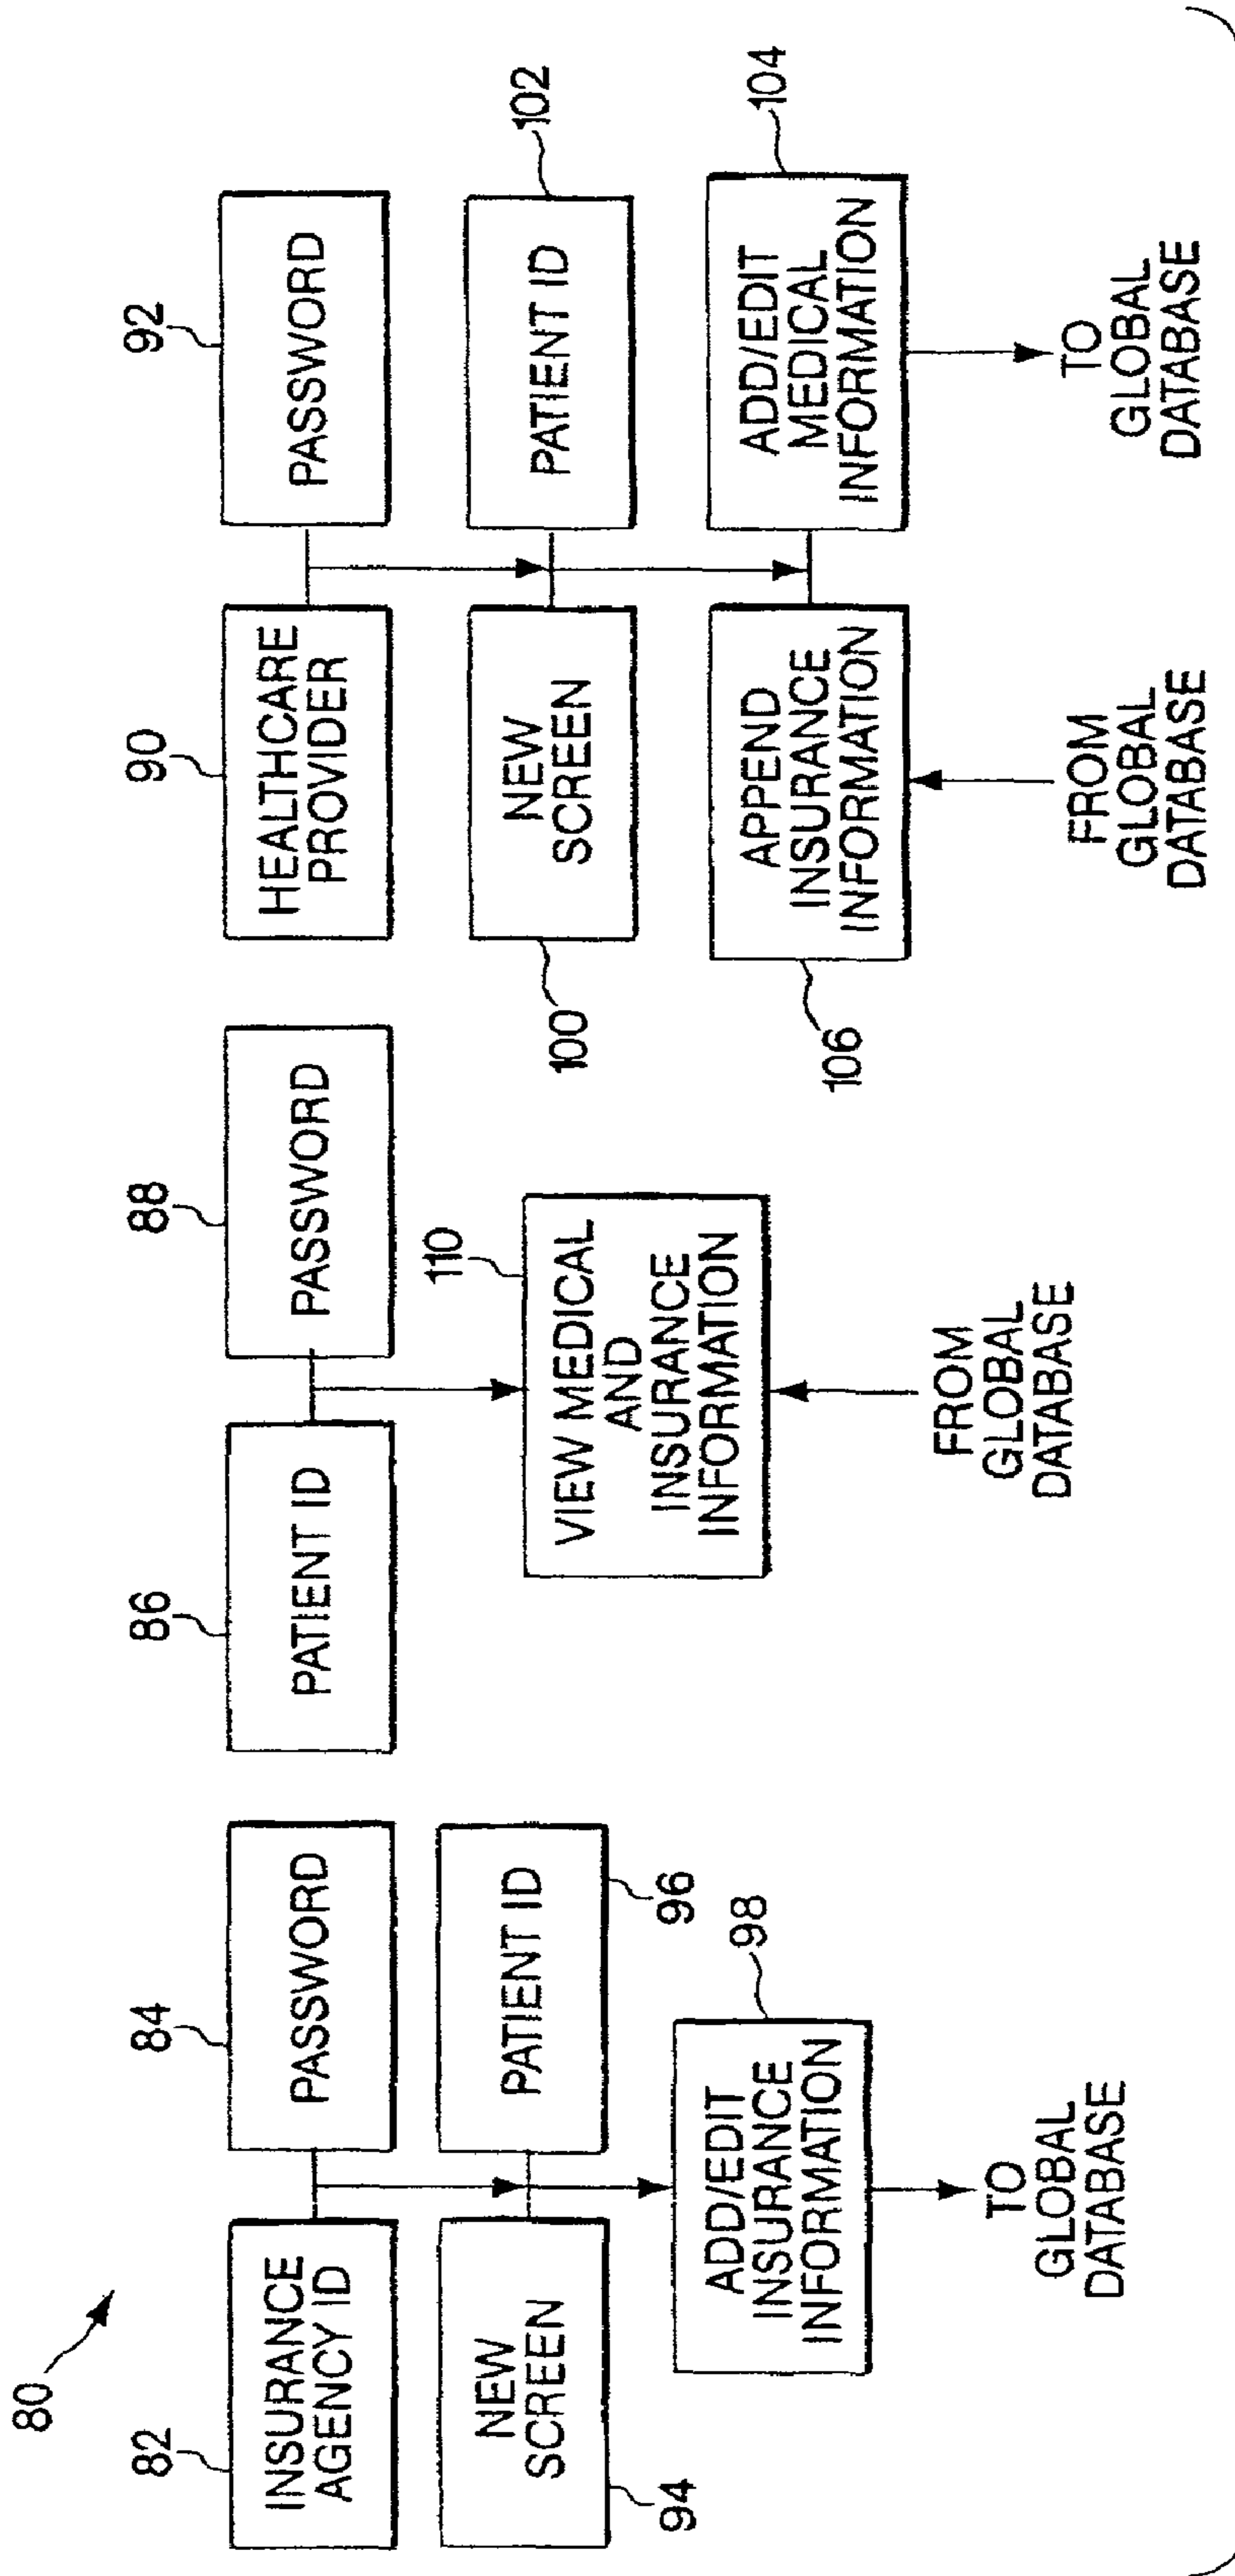 80
82
INSURANCE
AGENCY ID
84
PASSWORD
NEW
SCREEN
94
PATIENT ID
96
98
ADD/EDIT
INSURANCE
INFORMATION
TO
GLOBAL
DATABASE
86
PATIENT ID
88
PASSWORD
110
VIEW MEDICAL
AND
INSURANCE
INFORMATION
FROM
GLOBAL
DATABASE
90
HEALTHCARE
PROVIDER
92
PASSWORD
NEW
SCREEN
100
PATIENT ID
102
APPEND
INSURANCE
INFORMATION
106
ADD/EDIT
MEDICAL
INFORMATION
104
FROM
GLOBAL
DATABASE
TO
GLOBAL
DATABASE